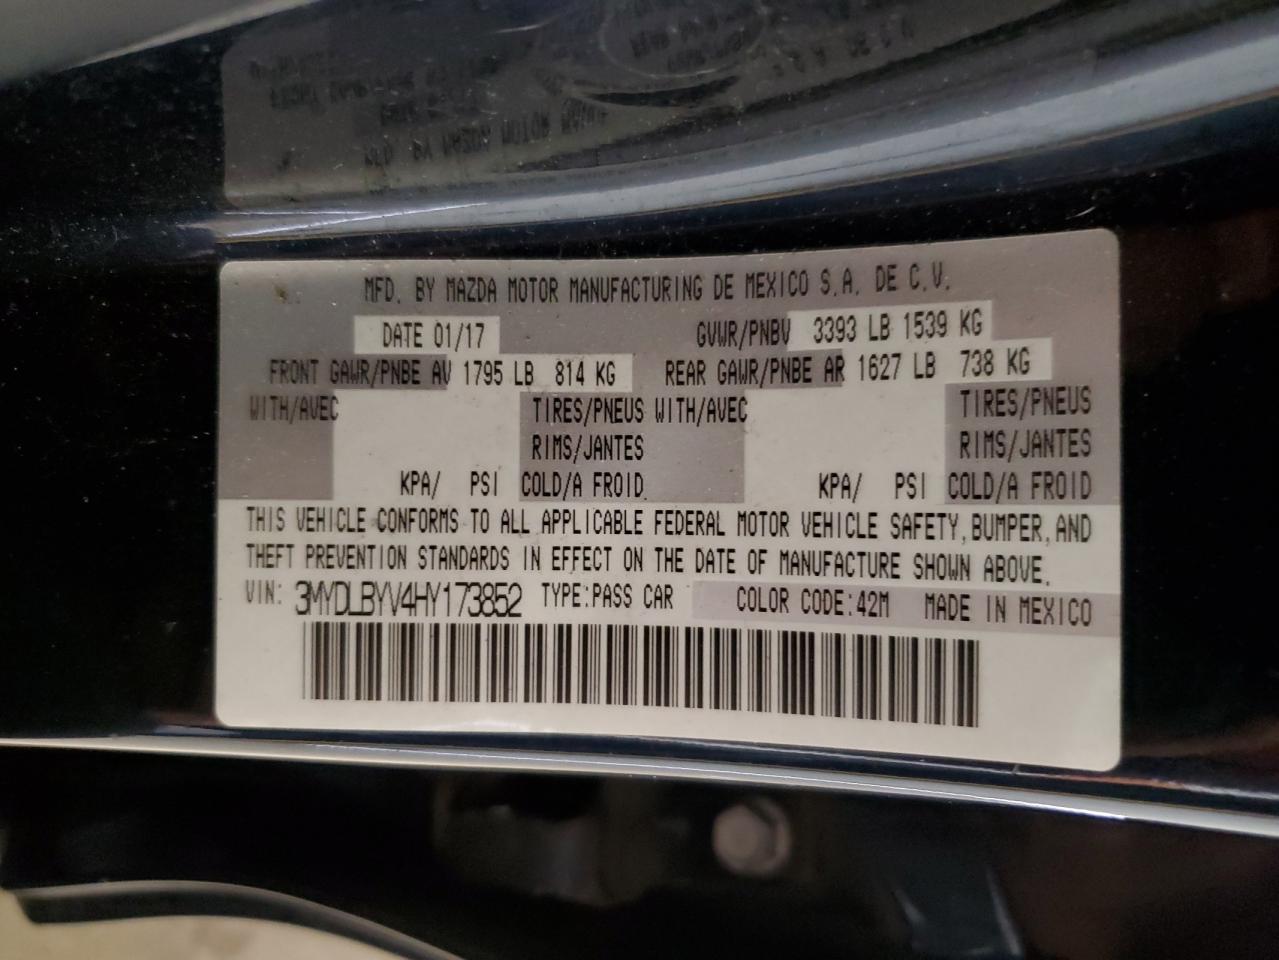 MFD. BY MAZDA MOTOR MANUFACTURING DE MEXICO S.A. DE C.V.
DATE 01/17 GVWR/PNBV 3393 LB 1539 KG
FRONT GAWR/PNBE AV 1795 LB 814 KG REAR GAWR/PNBE AR 1627 LB 738 KG
WITH/AVEC TIRES/PNEUS WITH/AVEC TIRES/PNEUS
RIMS/JANTES RIMS/JANTES
KPA/ PSI COLD/A FROID KPA/ PSI COLD/A FROID
THIS VEHICLE CONFORMS TO ALL APPLICABLE FEDERAL MOTOR VEHICLE SAFETY, BUMPER, AND
THEFT PREVENTION STANDARDS IN EFFECT ON THE DATE OF MANUFACTURE SHOWN ABOVE.
VIN: 3MYDLBYV4HY173852 TYPE:PASS CAR COLOR CODE:42M MADE IN MEXICO